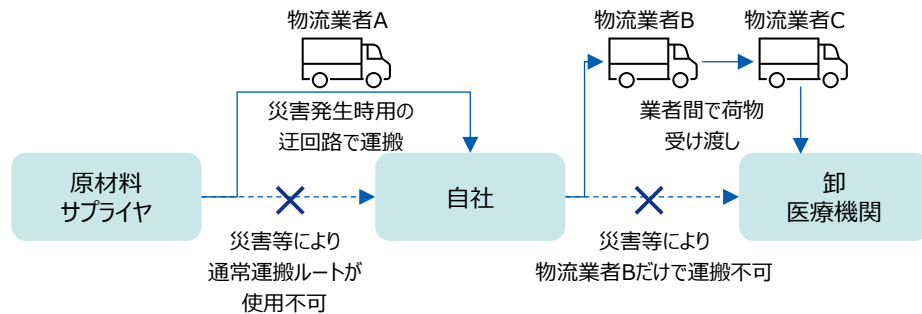 物流業者A
物流業者B
物流業者C
災害発生時用の
迂回路で運搬
業者間で荷物
受け渡し
原材料
サプライヤ
自社
卸
医療機関
災害等により
通常運搬ルートが
使用不可
災害等により
物流業者Bだけで運搬不可